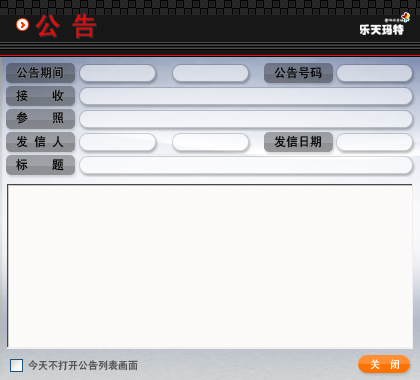 公告
乐天玛特
公告期间 公告号码
接收
参照
发信人 发信日期
标题
今天不打开公告列表画面
关闭